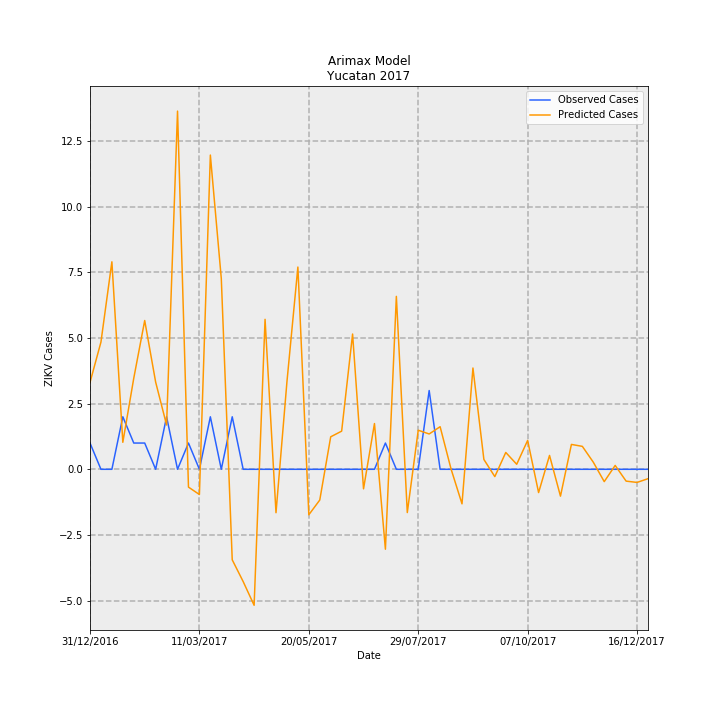 Arimax Model
Yucatan 2017
Observed Cases
Predicted Cases
ZIKV Cases
12.5
10.0
7.5
5.0
2.5
0.0
−2.5
−5.0
31/12/2016 11/03/2017 20/05/2017 29/07/2017 07/10/2017 16/12/2017
Date